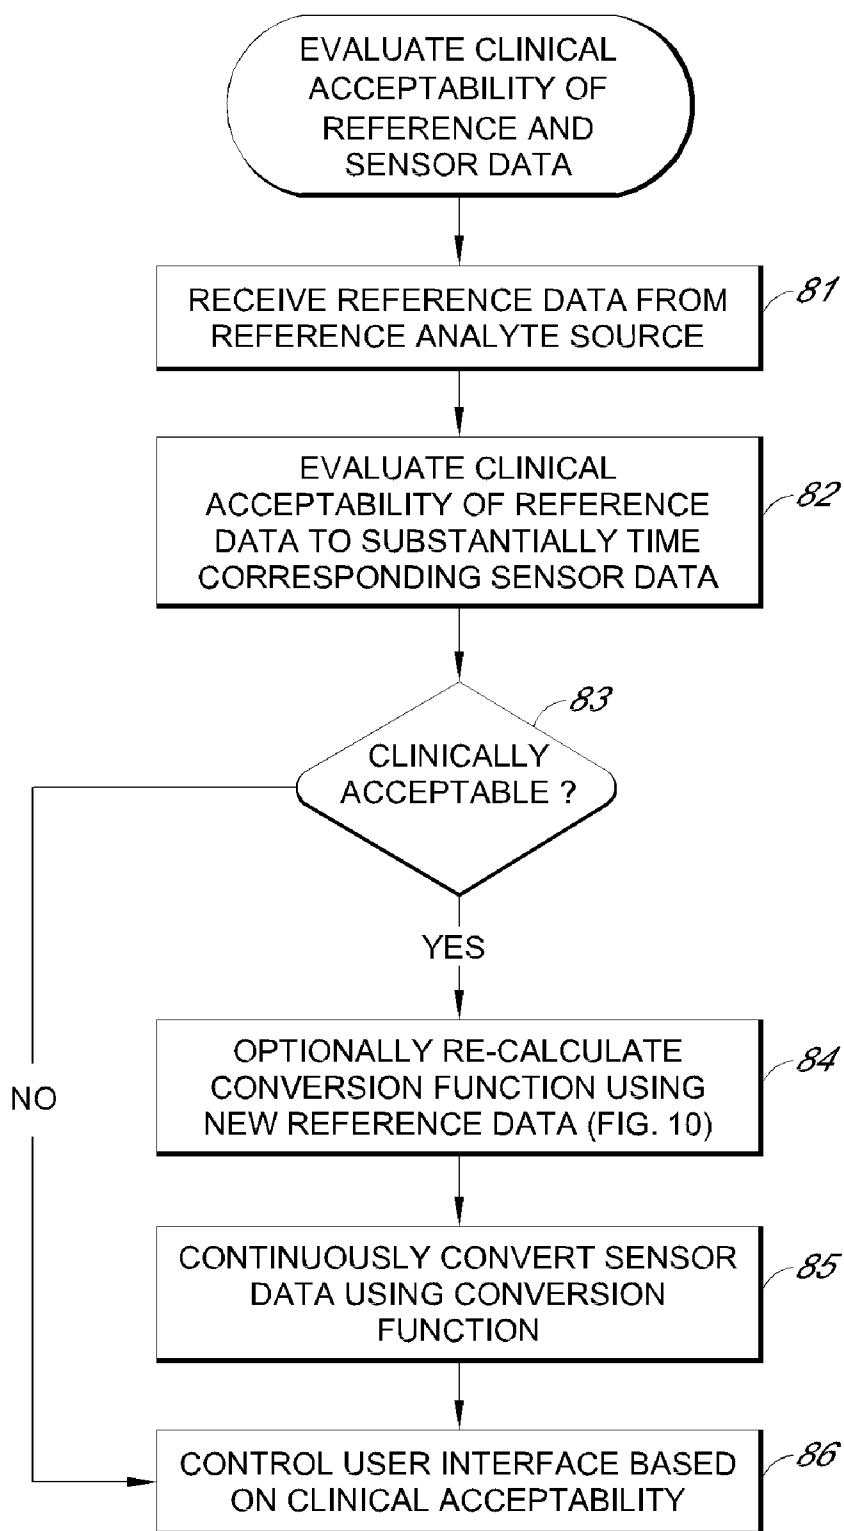 EVALUATE CLINICAL
ACCEPTABILITY OF
REFERENCE AND
SENSOR DATA
81
RECEIVE REFERENCE DATA FROM
REFERENCE ANALYTE SOURCE
82
EVALUATE CLINICAL
ACCEPTABILITY OF REFERENCE
DATA TO SUBSTANTIALLY TIME
CORRESPONDING SENSOR DATA
83
CLINICALLY
ACCEPTABLE ?
YES
NO
84
OPTIONALLY RE-CALCULATE
CONVERSION FUNCTION USING
NEW REFERENCE DATA (FIG. 10)
85
CONTINUOUSLY CONVERT SENSOR
DATA USING CONVERSION
FUNCTION
86
CONTROL USER INTERFACE BASED
ON CLINICAL ACCEPTABILITY